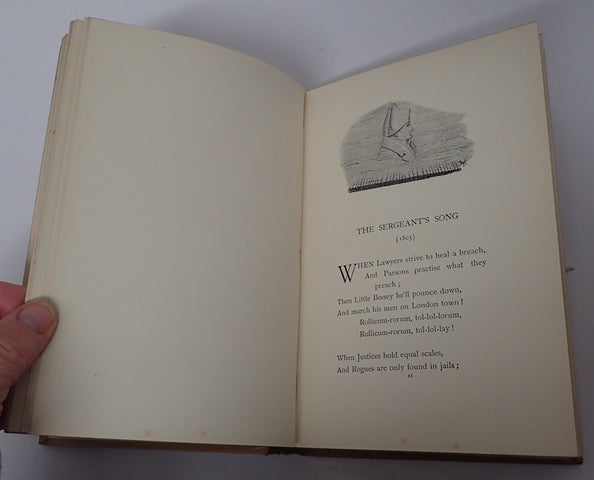 THE SERGEANT'S SONG
(1803)
WHEN Lawyers strive to heal a breach,
And Parsons practise what they
preach ;
Then Little Boney he'll pounce down,
And march his men on London town !
Rollicum-rorum, tol-lol-lorum,
Rollicum-rorum, tol-lol-lay !
When Justices hold equal scales,
And Rogues are only found in jails ;